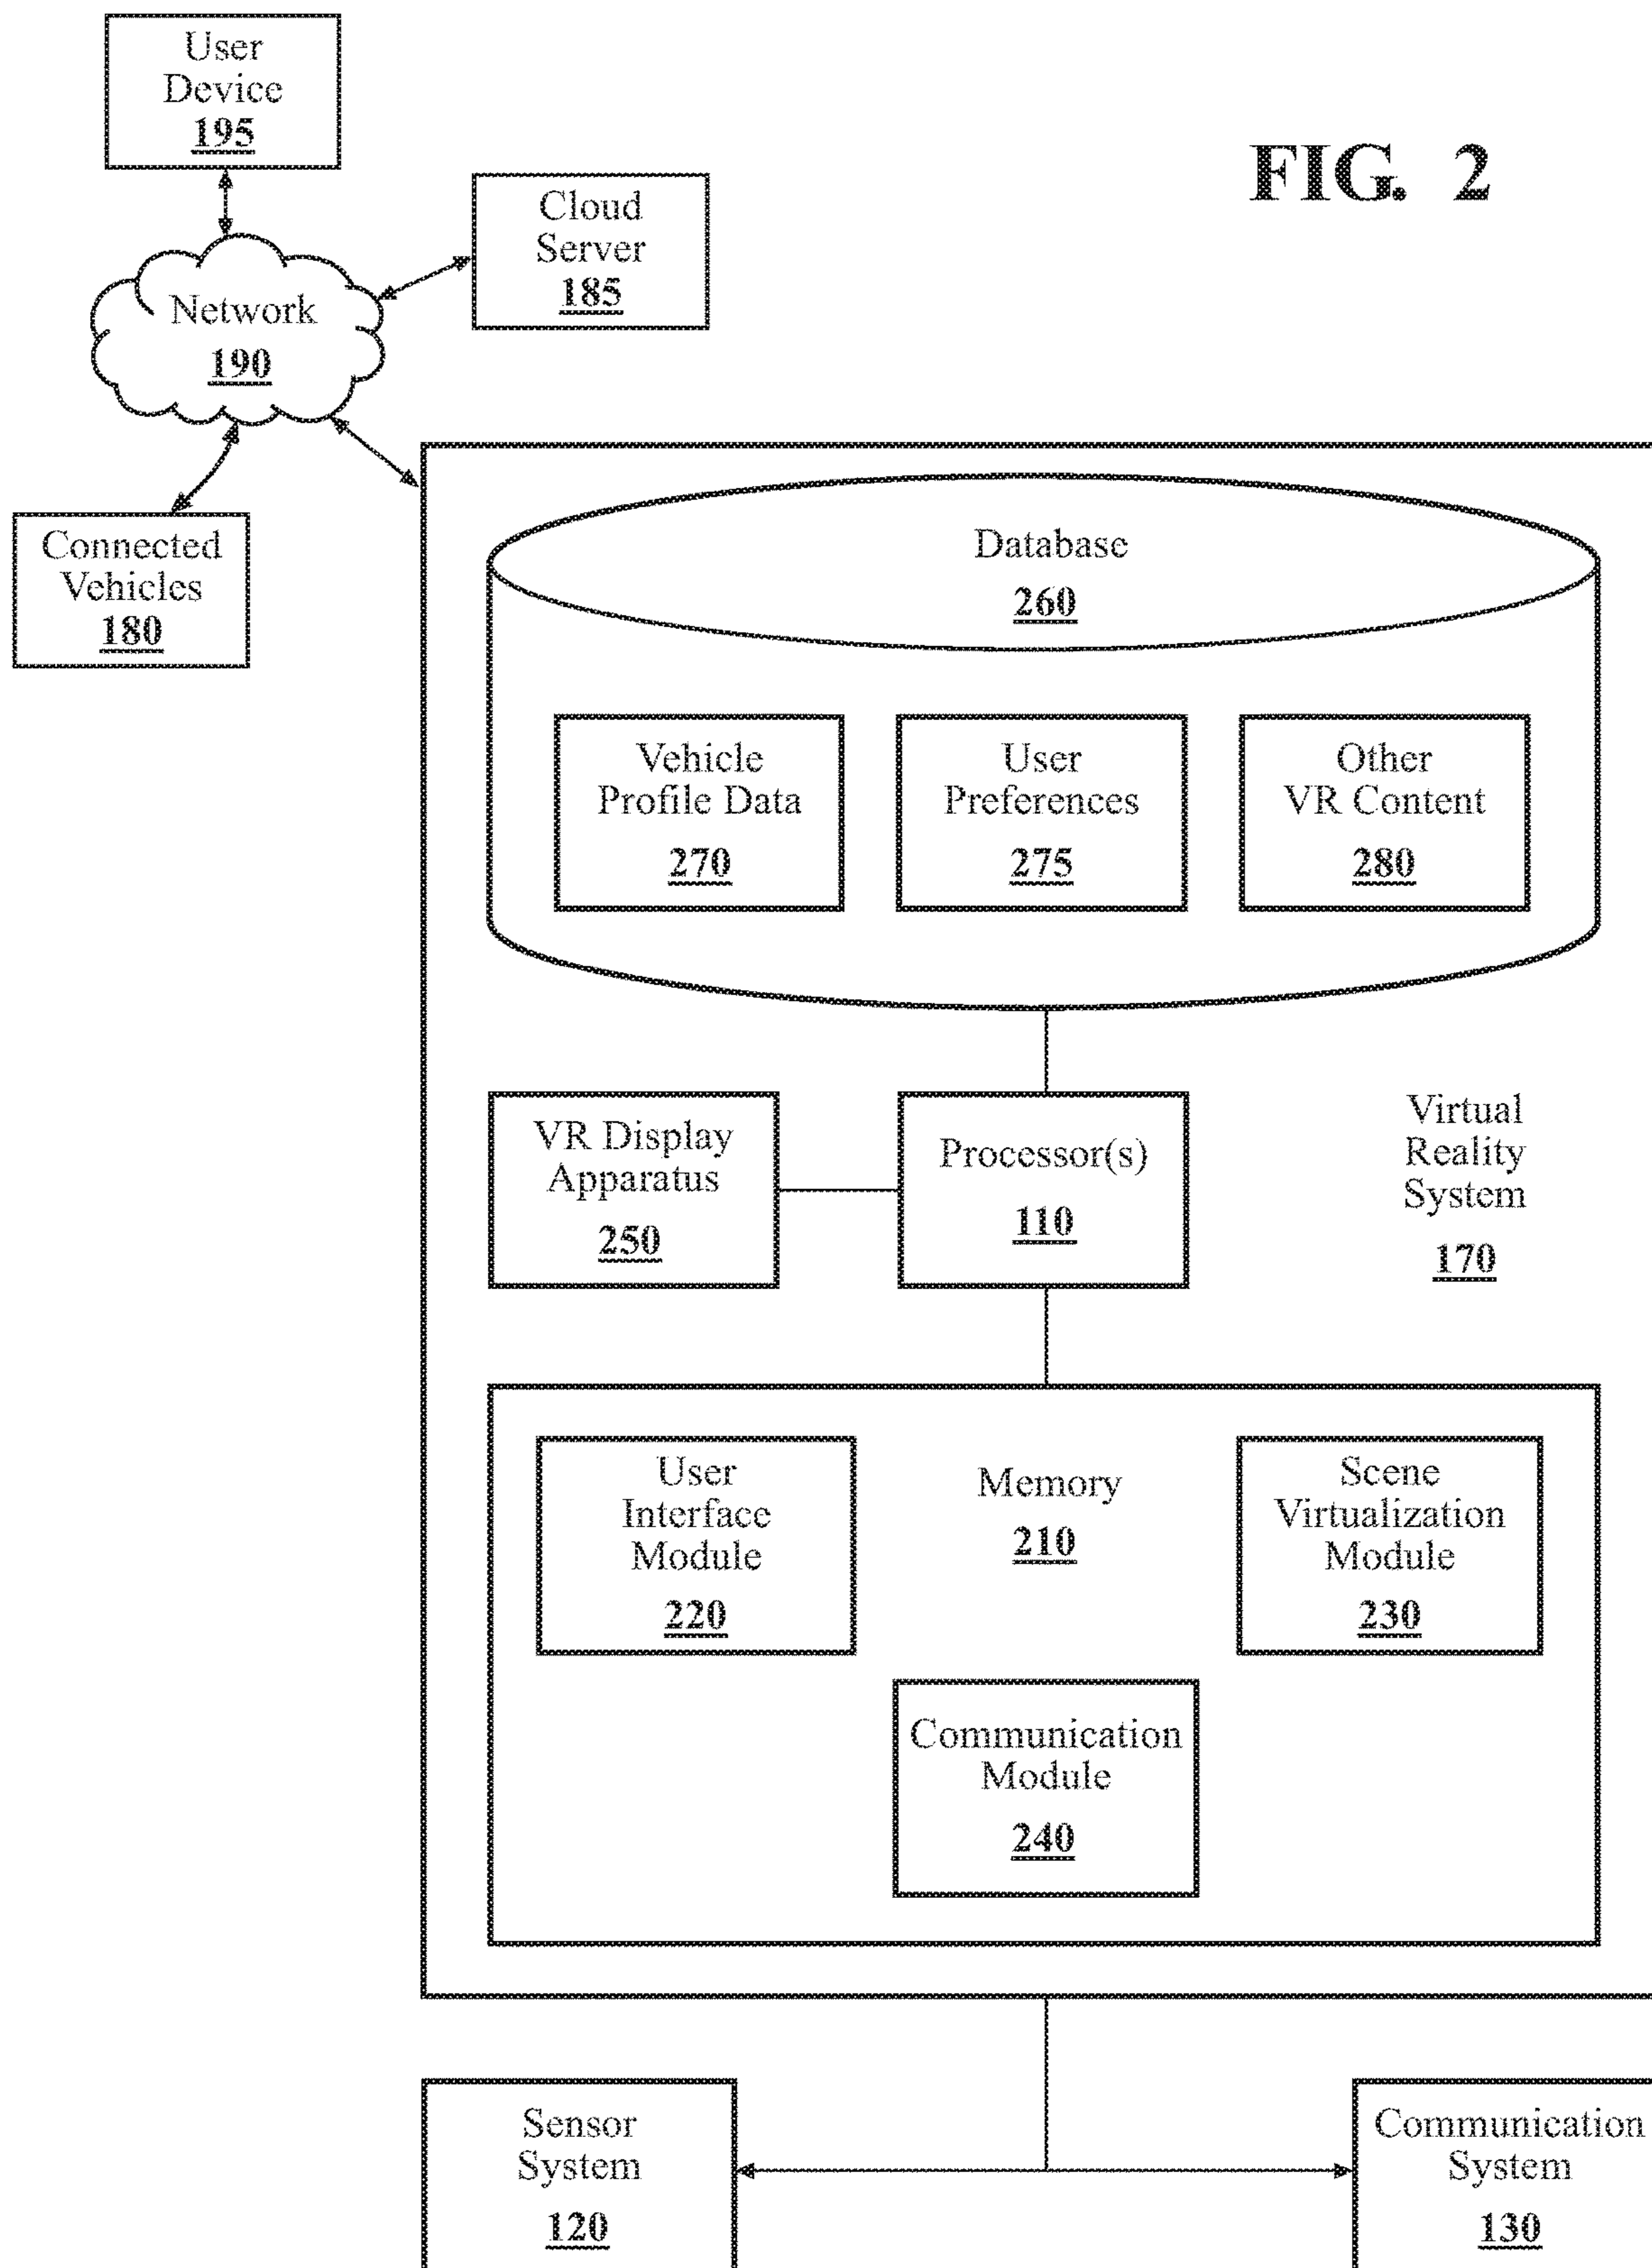 User
Device
195
FIG. 2
Cloud
Server
185
Network
190
Connected
Vehicles
180
Database
260
Vehicle
Profile Data
270
User
Preferences
275
Other
VR Content
280
VR Display
Apparatus
250
Processor(s)
110
Virtual
Reality
System
170
User
Interface
Module
220
Memory
210
Scene
Virtualization
Module
230
Communication
Module
240
Sensor
System
120
Communication
System
130